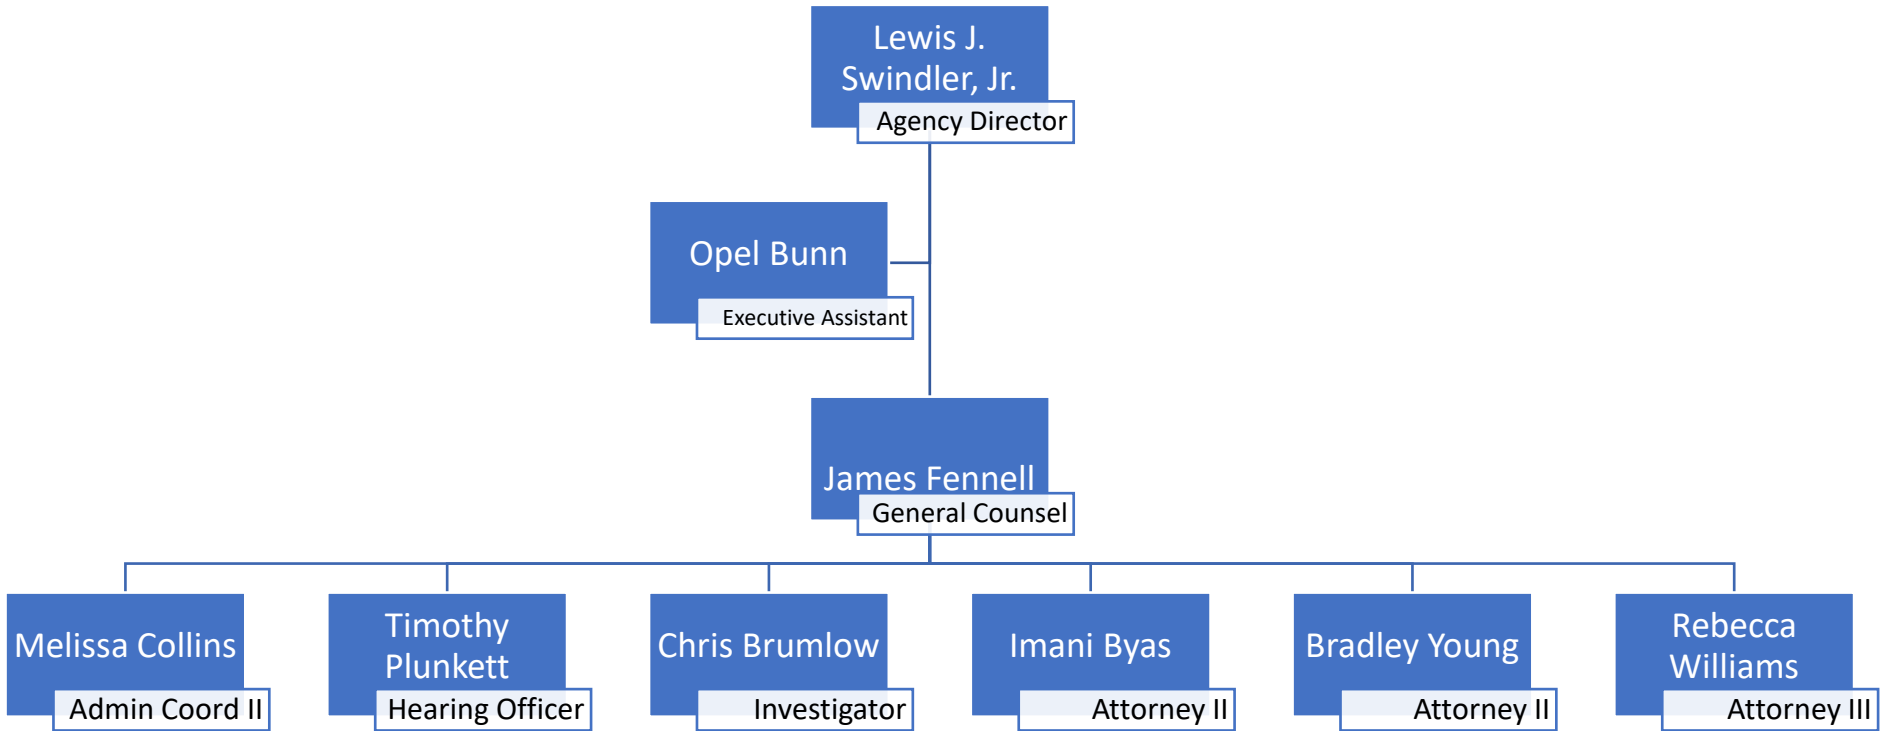 Lewis J.
Swindler, Jr.
Agency Director
Opel Bunn
Executive Assistant
James Fennell
General Counsel
Melissa Collins
Admin Coord II
Timothy
Plunkett
Hearing Officer
Chris Brumlow
Investigator
Imani Byas
Attorney II
Bradley Young
Attorney II
Rebecca
Williams
Attorney III